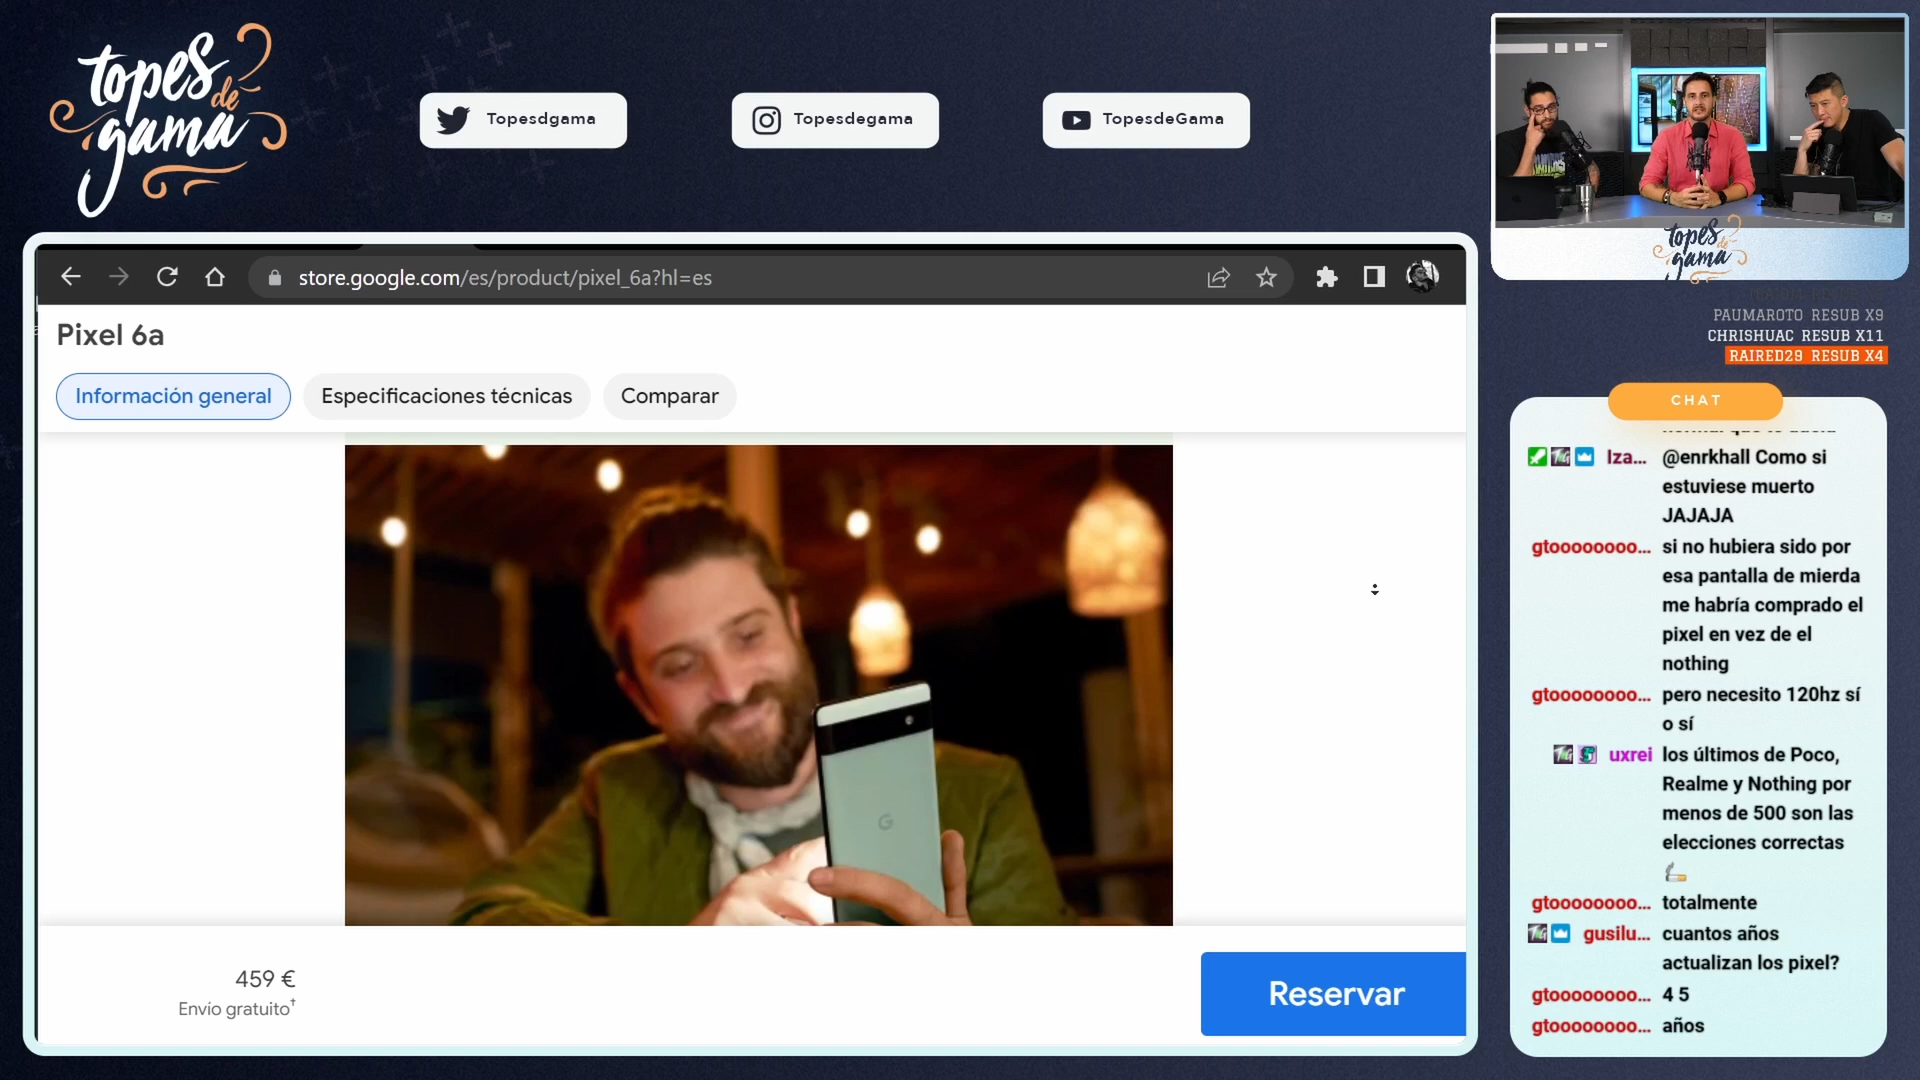 topes
de
gama
Topesdgama
Topesdegama
TopesdeGama
topes
de
gama
PAUMAROTO RESUB X9
CHRISHUAC RESUB X11
RAIRED29 RESUB X4
store.google.com/es/product/pixel_6a?hl=es
Pixel 6a
Información general
Especificaciones técnicas
Comparar
G
459 €
Envío gratuito†
Reservar
CHAT
Iza... @enrkhall Como si
estuviese muerto
JAJAJA
gtoooooooo... si no hubiera sido por
esa pantalla de mierda
me habría comprado el
pixel en vez de el
nothing
gtoooooooo... pero necesito 120hz sí
o sí
uxrei los últimos de Poco,
Realme y Nothing por
menos de 500 son las
elecciones correctas
gtoooooooo... totalmente
gusilu... cuantos años
actualizan los pixel?
gtoooooooo... 4 5
gtoooooooo... años